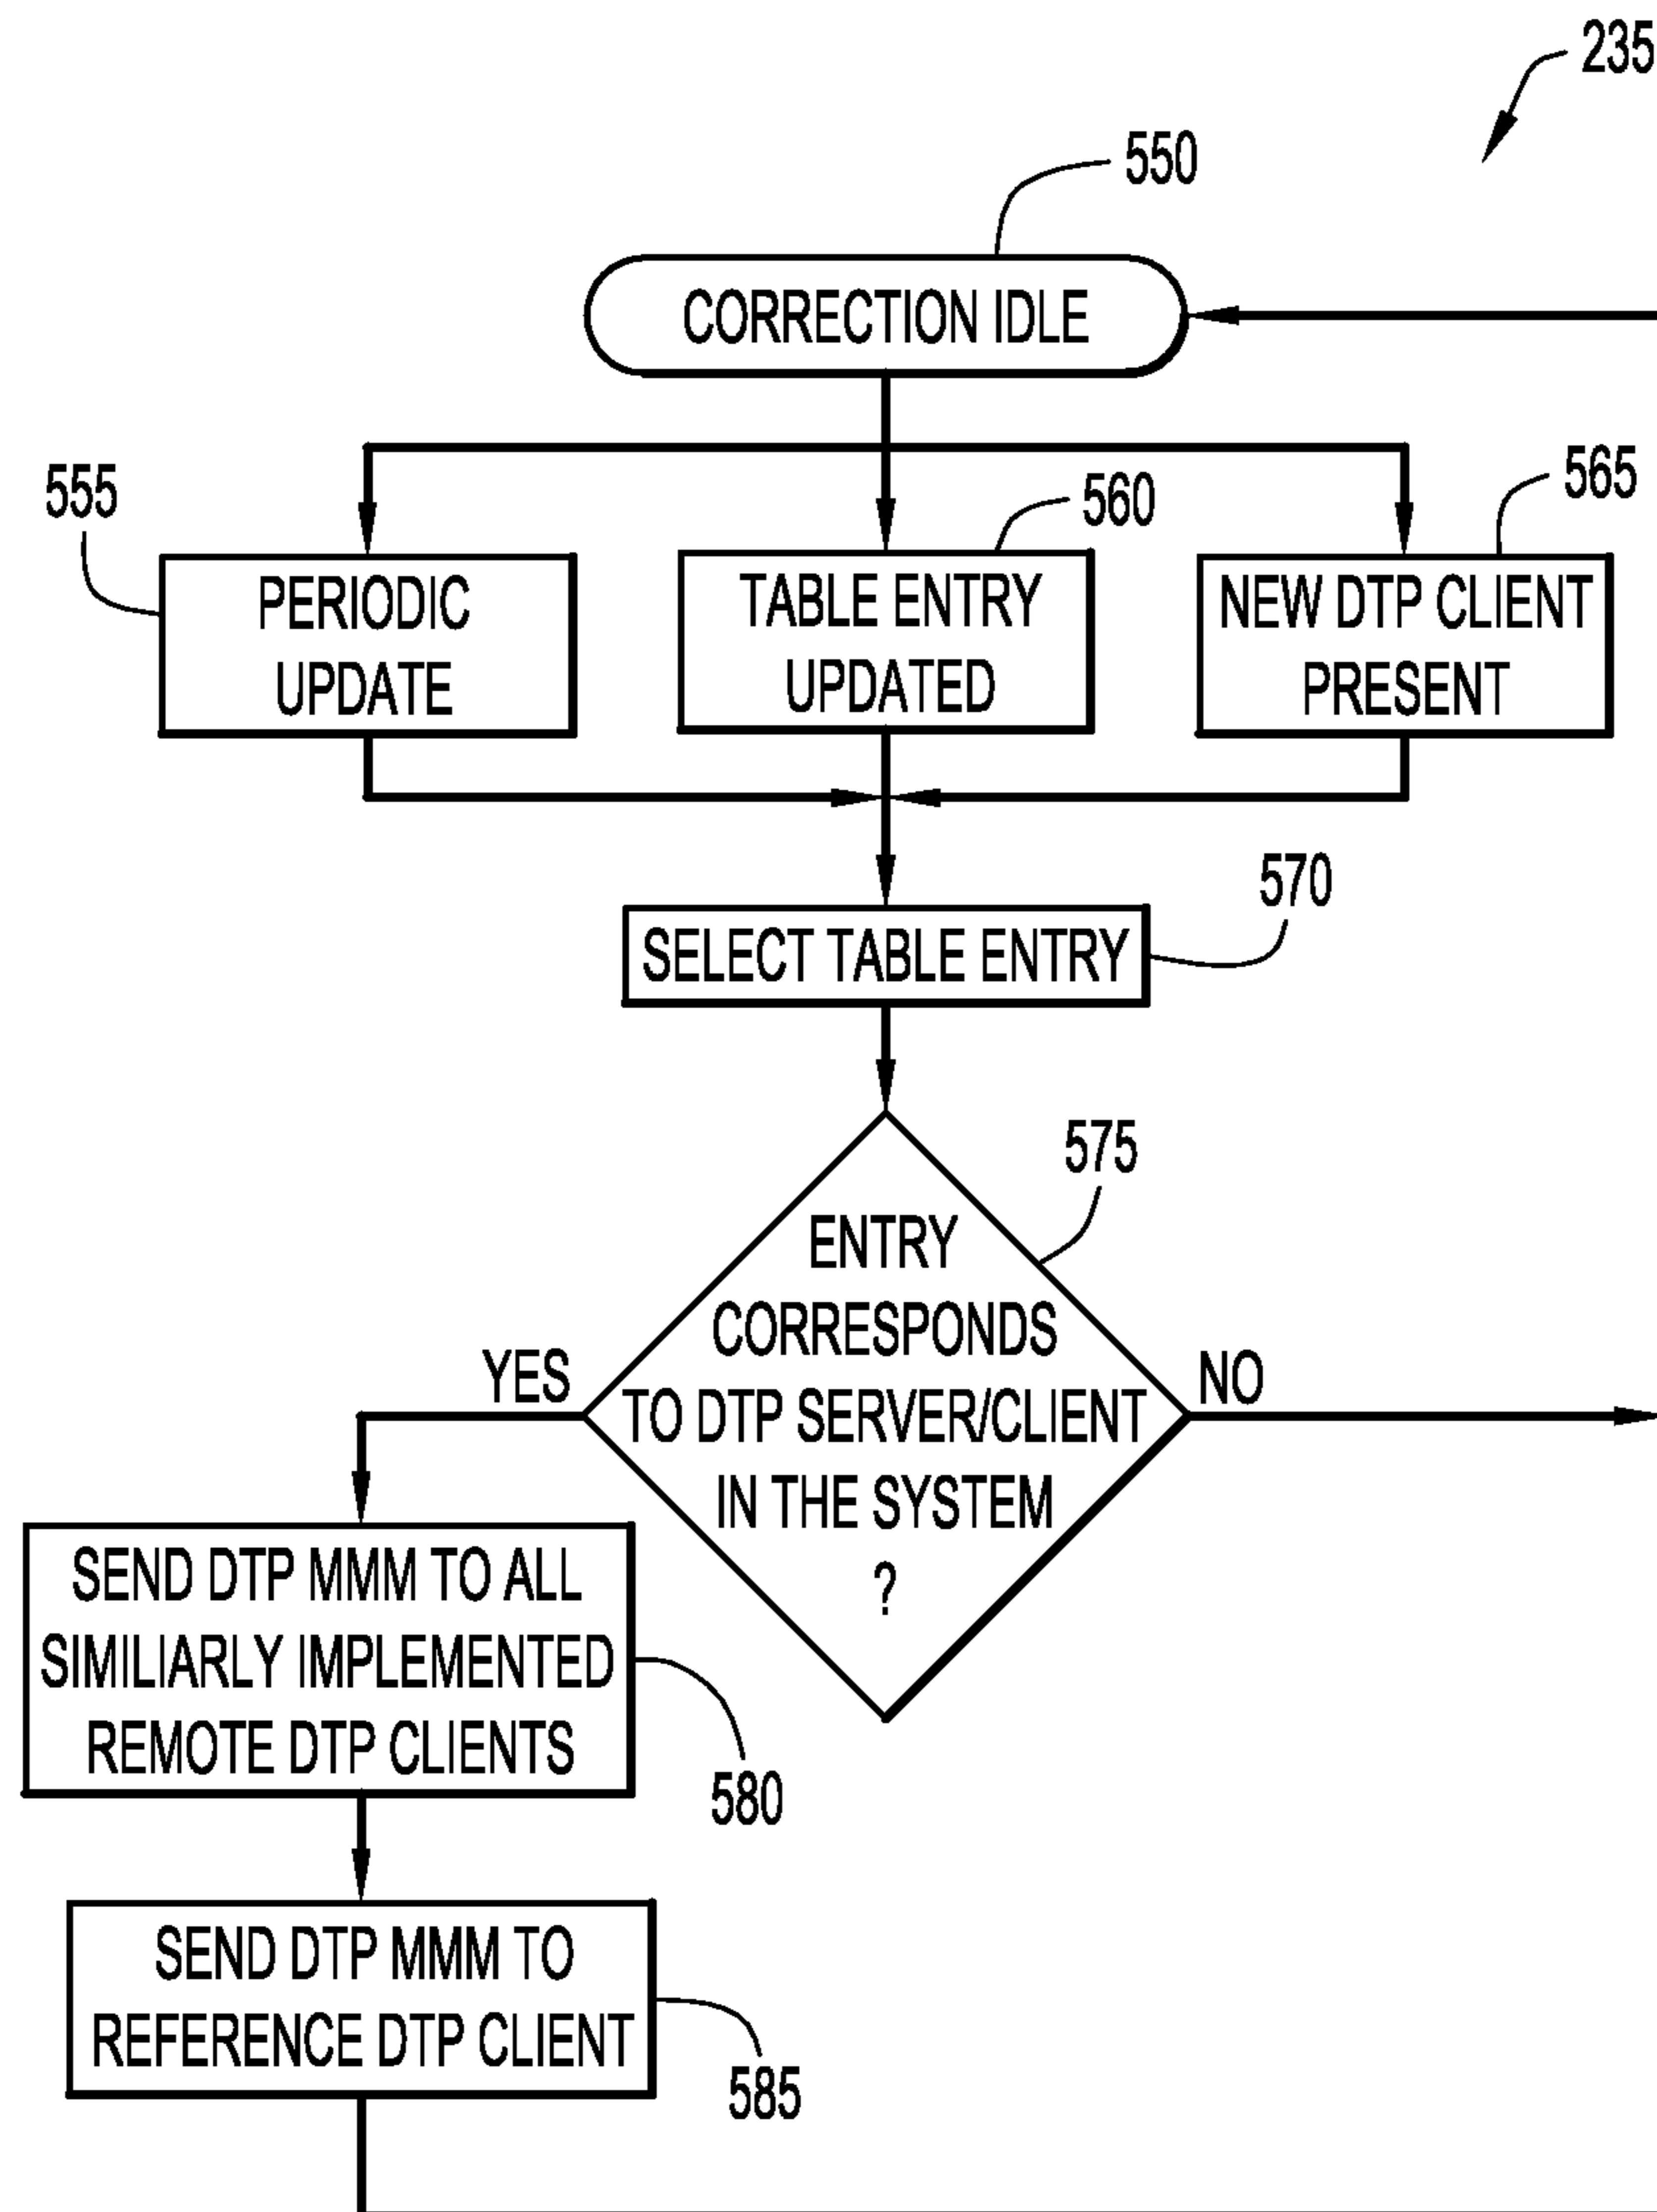 235
550
CORRECTION IDLE
555
560
565
PERIODIC
UPDATE
TABLE ENTRY
UPDATED
NEW DTP CLIENT
PRESENT
570
SELECT TABLE ENTRY
575
ENTRY
CORRESPONDS
TO DTP SERVER/CLIENT
IN THE SYSTEM
?
YES
NO
SEND DTP MMM TO ALL
SIMILIARLY IMPLEMENTED
REMOTE DTP CLIENTS
580
SEND DTP MMM TO
REFERENCE DTP CLIENT
585